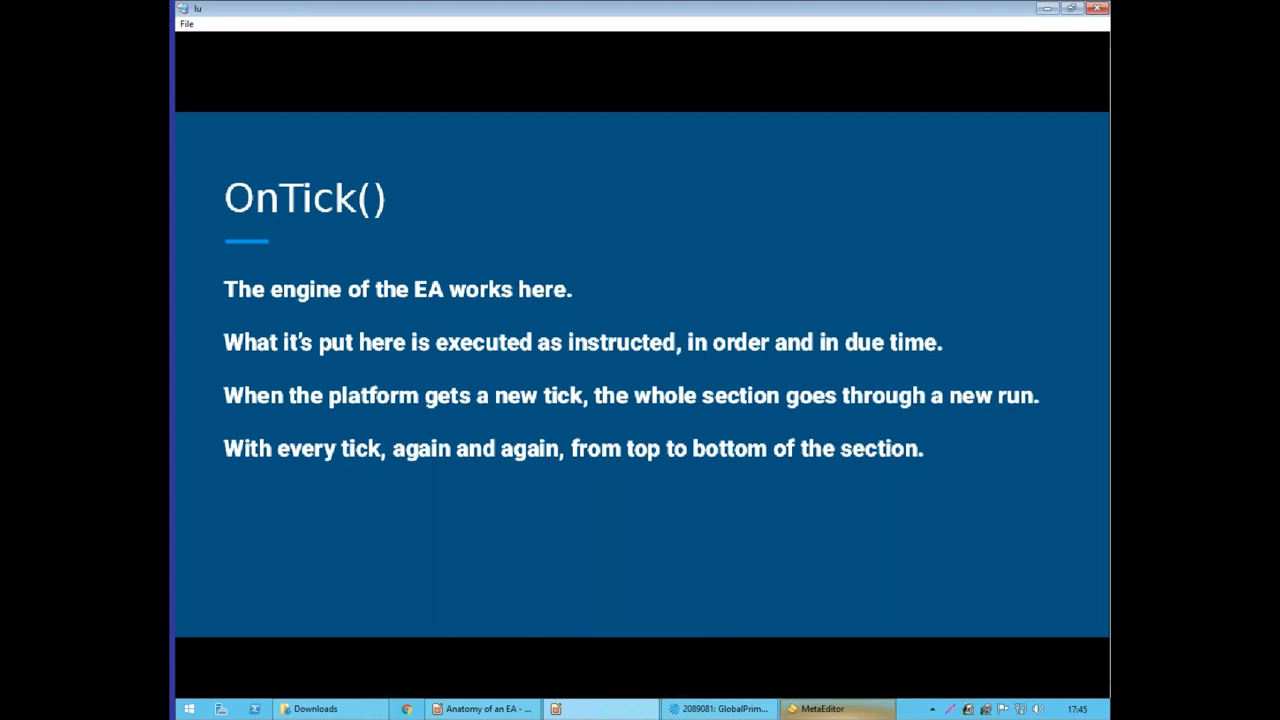 lu
File
OnTick()
The engine of the EA works here.
What it's put here is executed as instructed, in order and in due time.
When the platform gets a new tick, the whole section goes through a new run.
With every tick, again and again, from top to bottom of the section.
Downloads
Anatomy of an EA - ...
2089081: GlobalPrim...
MetaEditor
17:45